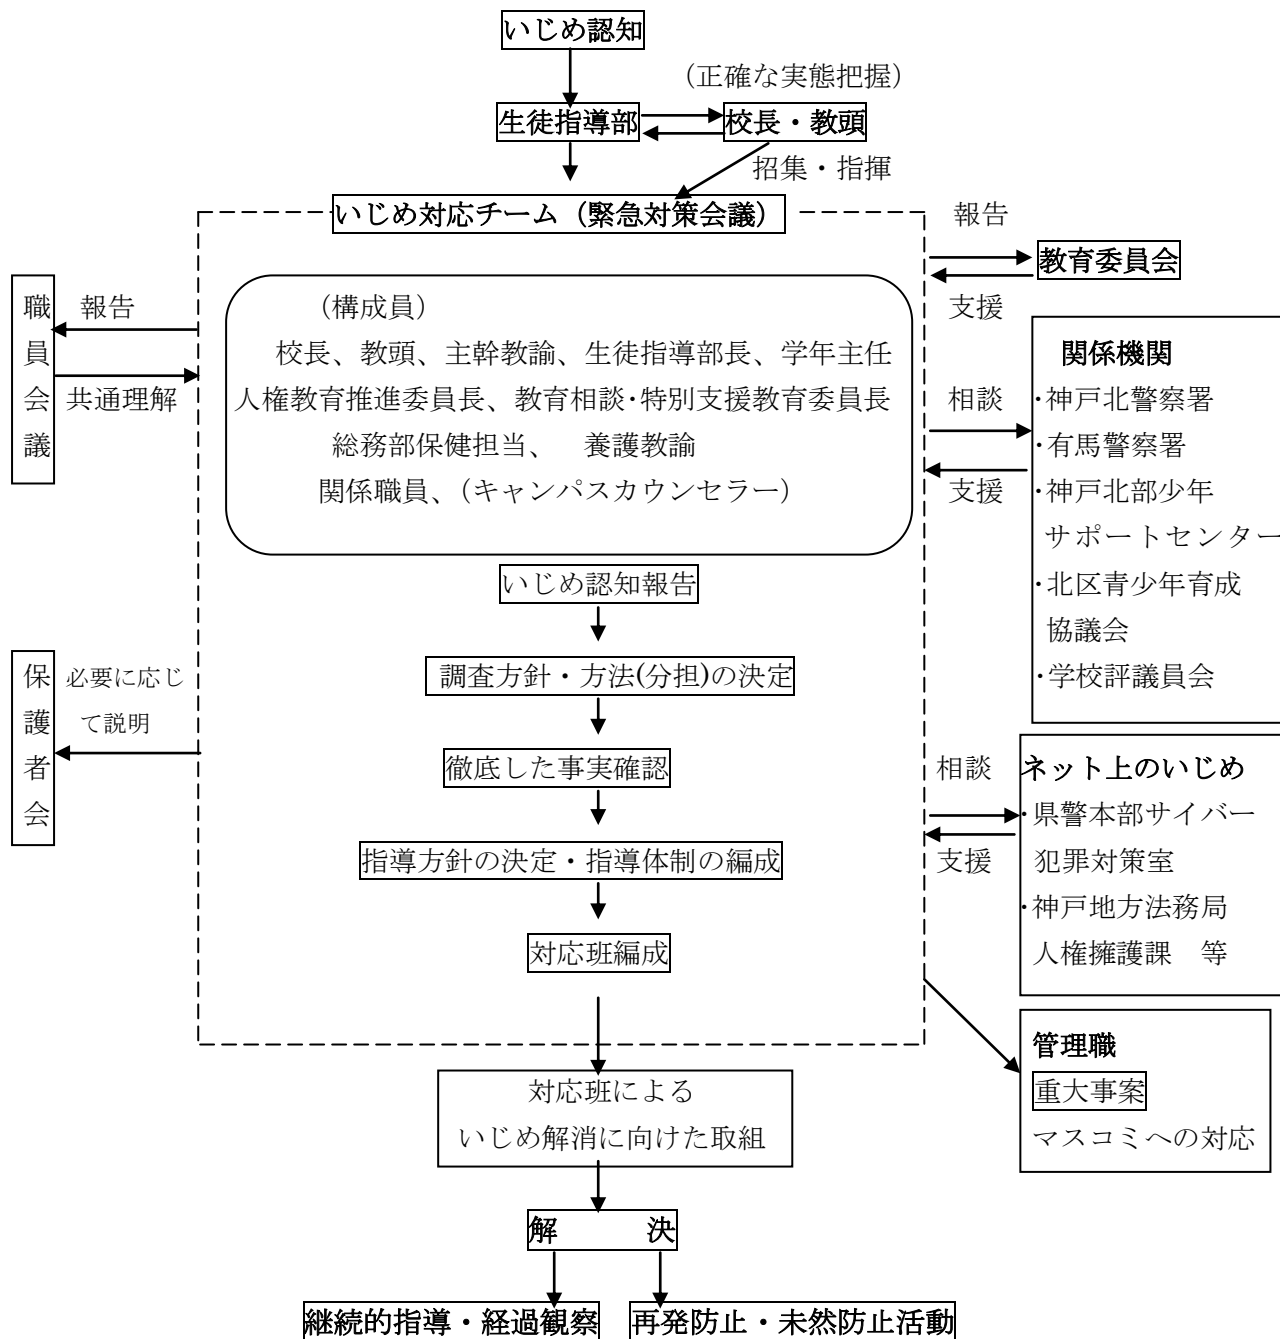 いじめ認知
（正確な実態把握）
生徒指導部
校長・教頭
招集・指揮
いじめ対応チーム（緊急対策会議）
報告
教育委員会
支援
職員会議
報告
共通理解
（構成員）
校長、教頭、主幹教諭、生徒指導部長、学年主任
人権教育推進委員長、教育相談・特別支援教育委員長
総務部保健担当、　養護教諭
関係職員、（キャンパスカウンセラー）
相談
支援
関係機関
・神戸北警察署
・有馬警察署
・神戸北部少年
サポートセンター
・北区青少年育成
協議会
・学校評議員会
いじめ認知報告
調査方針・方法(分担)の決定
徹底した事実確認
指導方針の決定・指導体制の編成
対応班編成
保護者会
必要に応じ
て説明
相談
支援
ネット上のいじめ
・県警本部サイバー
犯罪対策室
・神戸地方法務局
人権擁護課　等
管理職
重大事案
マスコミへの対応
対応班による
いじめ解消に向けた取組
解　　　決
継続的指導・経過観察
再発防止・未然防止活動